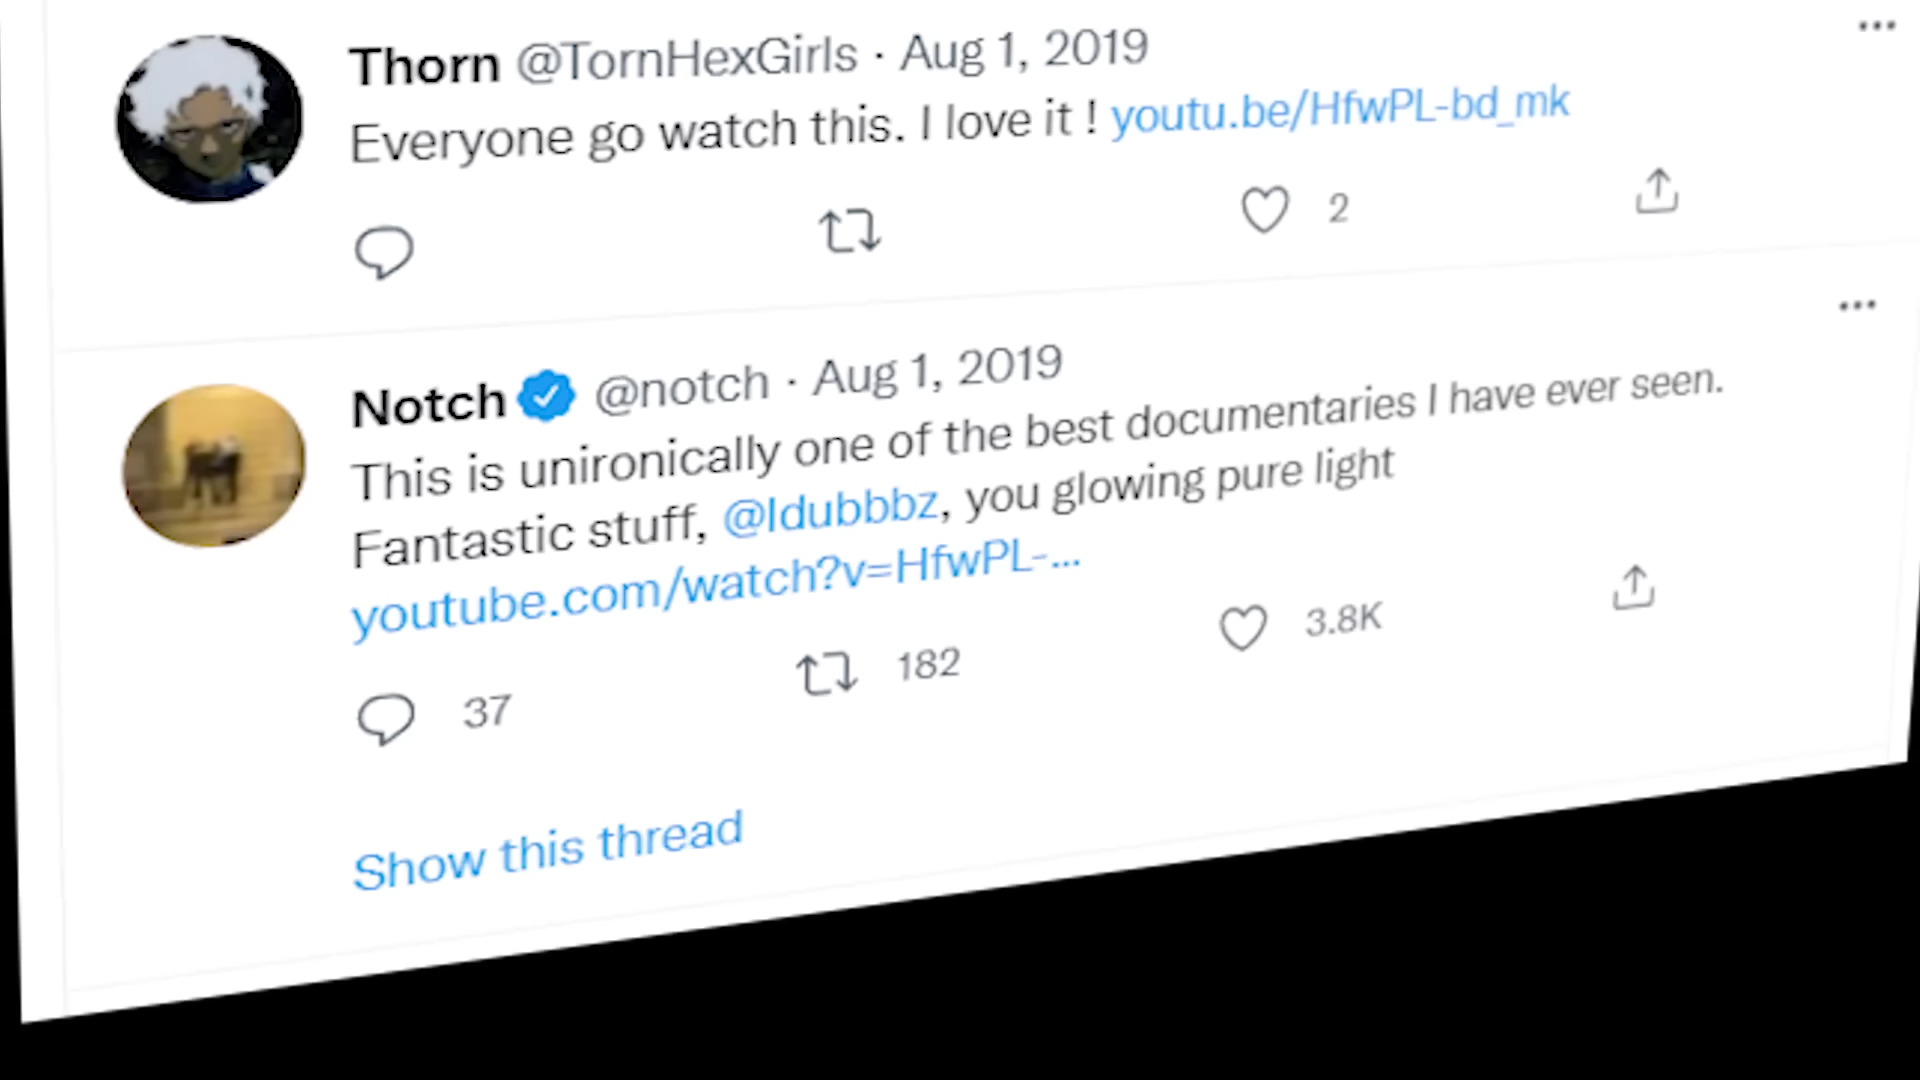 Thorn @TornHexGirls · Aug 1, 2019
Everyone go watch this. I love it ! youtu.be/HfwPL-bd_mk
2
Notch @notch · Aug 1, 2019
This is unironically one of the best documentaries I have ever seen.
Fantastic stuff, @Idubbbz, you glowing pure light
youtube.com/watch?v=HfwPL-...
37 182 3.8K
Show this thread